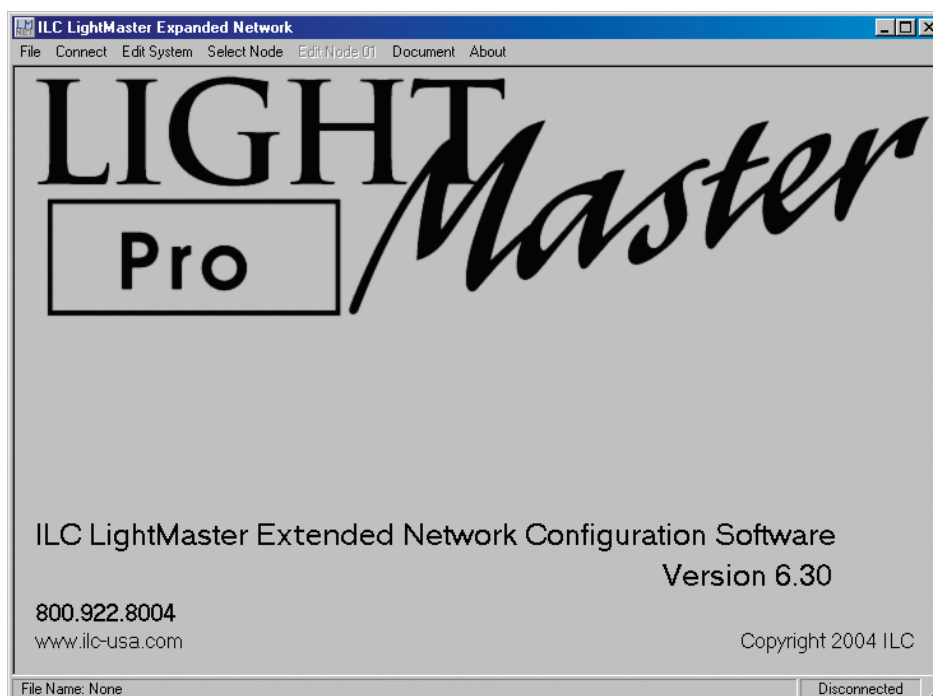 LM
NET ILC LightMaster Expanded Network
File Connect Edit System Select Node Edit Node 01 Document About
LIGHT
Master
Pro
ILC LightMaster Extended Network Configuration Software
Version 6.30
800.922.8004
www.ilc-usa.com
Copyright 2004 ILC
File Name: None
Disconnected